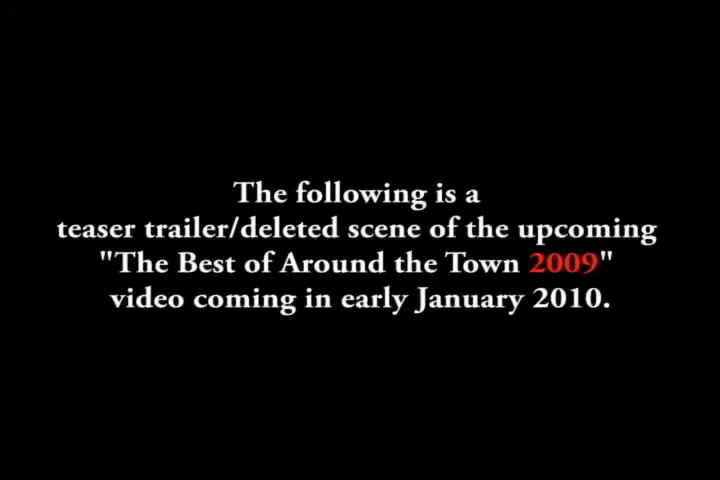 The following is a
teaser trailer/deleted scene of the upcoming
"The Best of Around the Town 2009"
video coming in early January 2010.